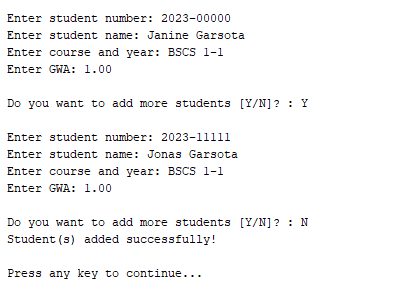 Enter student number: 2023-00000
Enter student name: Janine Garsota
Enter course and year: BSCS 1-1
Enter GWA: 1.00
Do you want to add more students [Y/N]? : Y
Enter student number: 2023-11111
Enter student name: Jonas Garsota
Enter course and year: BSCS 1-1
Enter GWA: 1.00
Do you want to add more students [Y/N]? : N
Student(s) added successfully!
Press any key to continue...